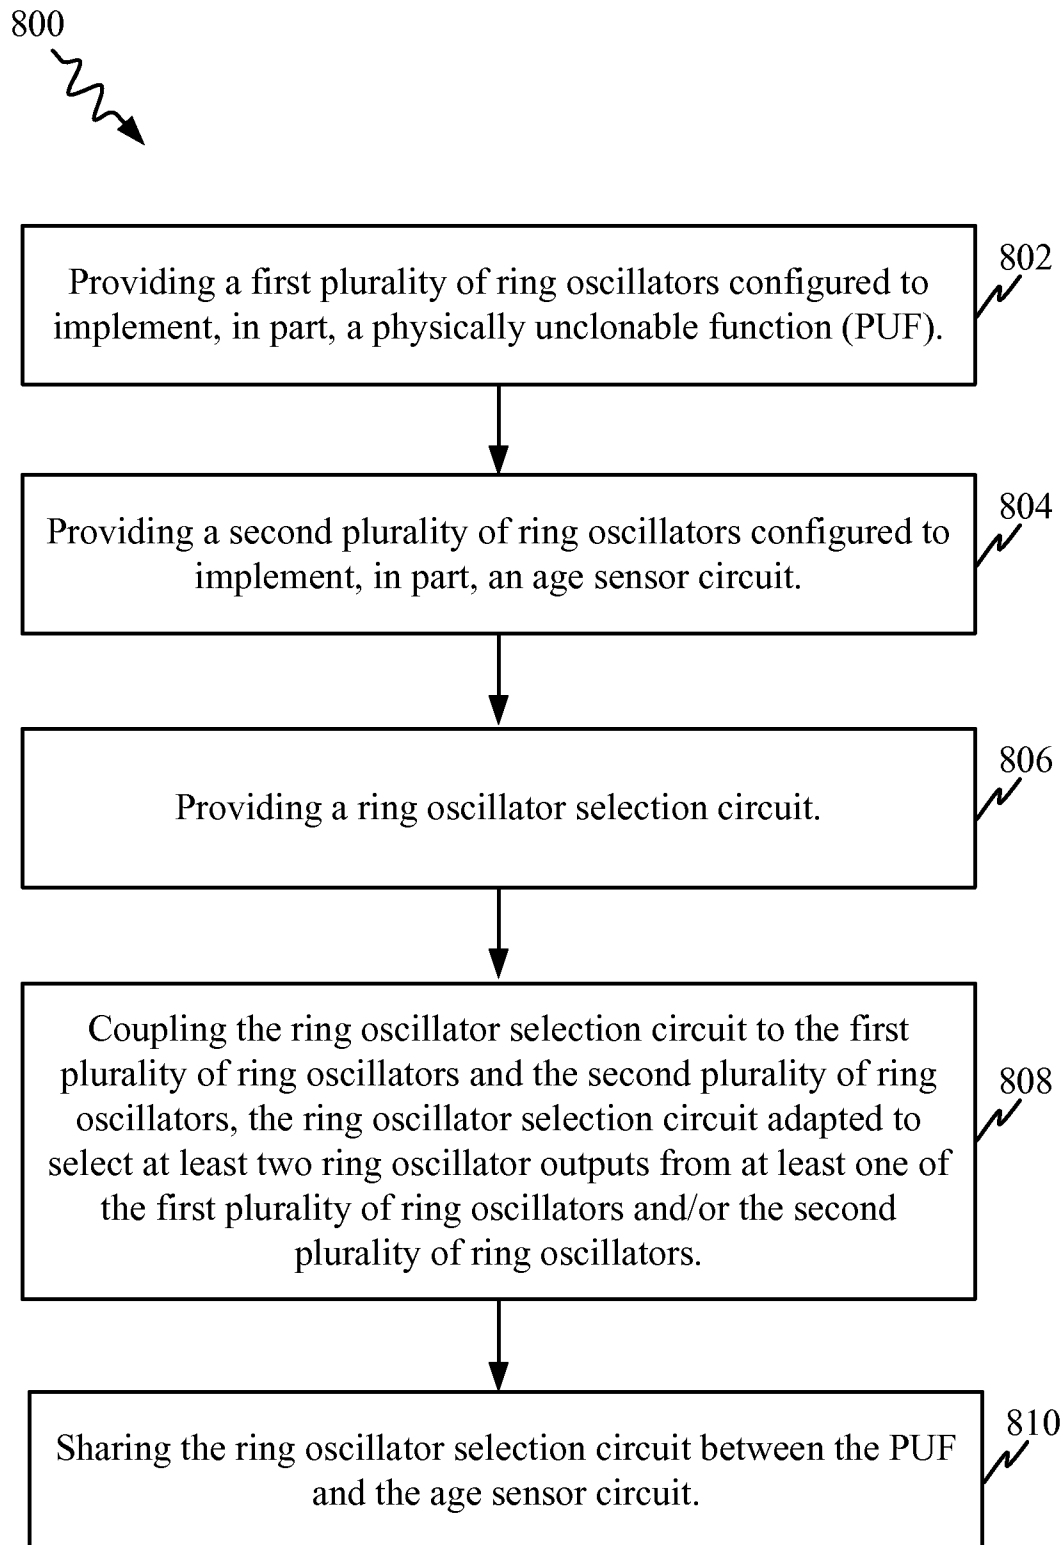 800
802
Providing a first plurality of ring oscillators configured to
implement, in part, a physically unclonable function (PUF).
804
Providing a second plurality of ring oscillators configured to
implement, in part, an age sensor circuit.
806
Providing a ring oscillator selection circuit.
808
Coupling the ring oscillator selection circuit to the first
plurality of ring oscillators and the second plurality of ring
oscillators, the ring oscillator selection circuit adapted to
select at least two ring oscillator outputs from at least one of
the first plurality of ring oscillators and/or the second
plurality of ring oscillators.
810
Sharing the ring oscillator selection circuit between the PUF
and the age sensor circuit.